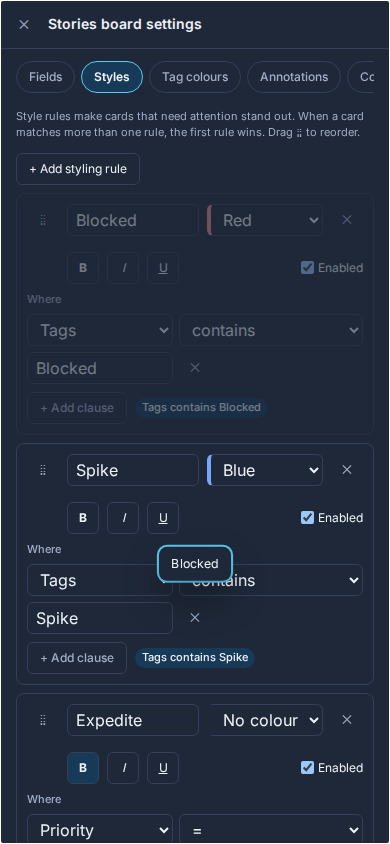 Stories board settings
Fields Styles Tag colours Annotations Co
Style rules make cards that need attention stand out. When a card
matches more than one rule, the first rule wins. Drag ⣿ to reorder.
+ Add styling rule
Blocked Red
B I U Enabled
Where
Tags contains
Blocked
+ Add clause Tags contains Blocked
Spike Blue
B I U Enabled
Where
Blocked
Tags contains
Spike
+ Add clause Tags contains Spike
Expedite No colour
B I U Enabled
Where
Priority =